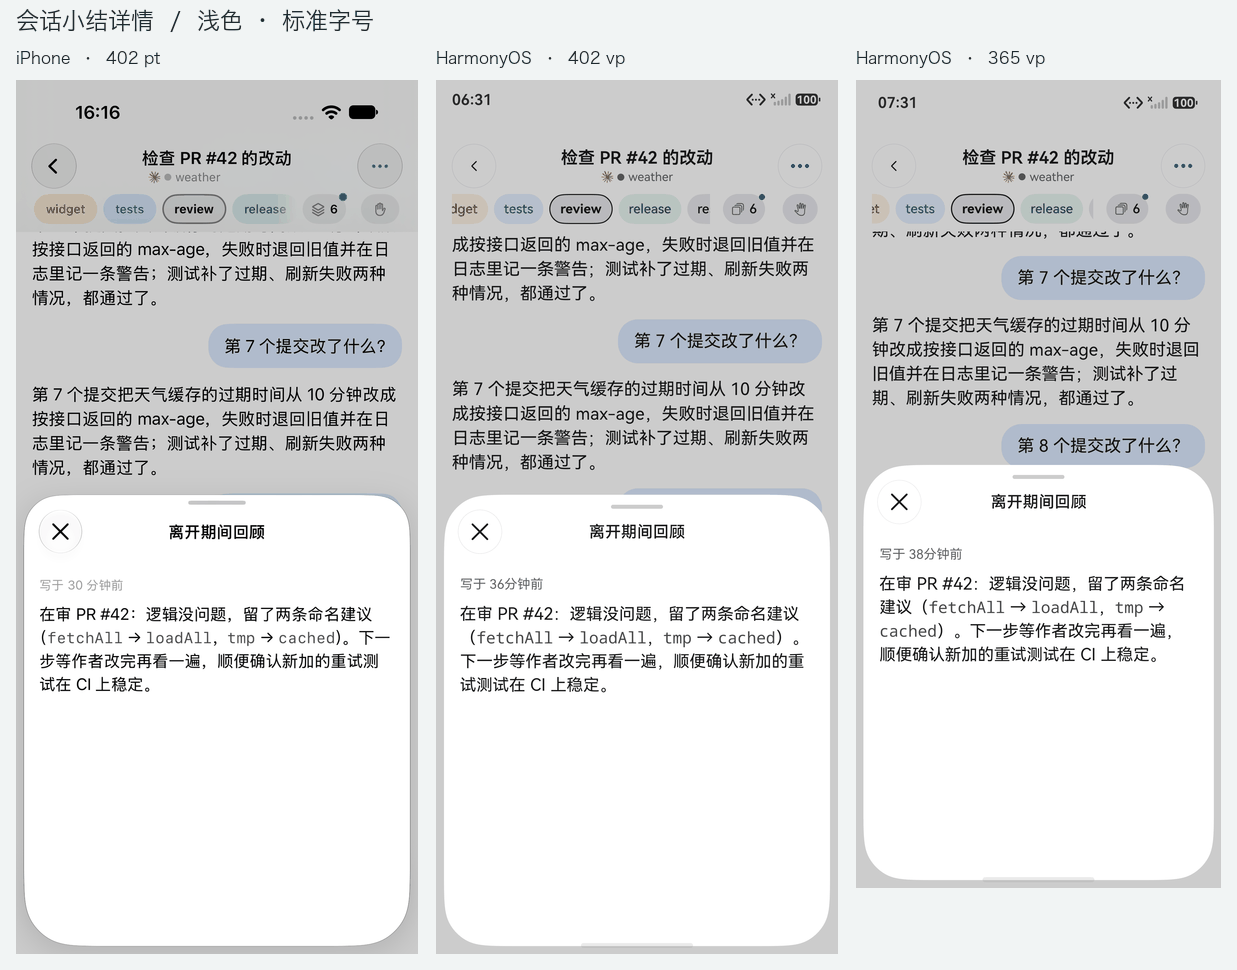 会话小结详情 / 浅色 · 标准字号
iPhone · 402 pt
16:16
检查 PR #42 的改动
weather
widget
tests
review
release
6
按接口返回的 max-age，失败时退回旧值并在日
志里记一条警告；测试补了过期、刷新失败两种
情况，都通过了。
第 7 个提交改了什么？
第 7 个提交把天气缓存的过期时间从 10 分钟改成
按接口返回的 max-age，失败时退回旧值并在日
志里记一条警告；测试补了过期、刷新失败两种
情况，都通过了。
离开期间回顾
写于 30 分钟前
在审 PR #42：逻辑没问题，留了两条命名建议
（fetchAll → loadAll，tmp → cached）。下一
步等作者改完再看一遍，顺便确认新加的重试测
试在 CI 上稳定。
HarmonyOS · 402 vp
06:31
100
检查 PR #42 的改动
weather
dget
tests
review
release
re
6
成按接口返回的 max-age，失败时退回旧值并在
日志里记一条警告；测试补了过期、刷新失败两
种情况，都通过了。
第 7 个提交改了什么？
第 7 个提交把天气缓存的过期时间从 10 分钟改
成按接口返回的 max-age，失败时退回旧值并在
日志里记一条警告；测试补了过期、刷新失败两
种情况，都通过了。
离开期间回顾
写于 36分钟前
在审 PR #42：逻辑没问题，留了两条命名建议
（fetchAll → loadAll，tmp → cached）。
下一步等作者改完再看一遍，顺便确认新加的重
试测试在 CI 上稳定。
HarmonyOS · 365 vp
07:31
100
检查 PR #42 的改动
weather
et
tests
review
release
6
期、刷新失败两种情况，都通过了。
第 7 个提交改了什么？
第 7 个提交把天气缓存的过期时间从 10 分
钟改成按接口返回的 max-age，失败时退回
旧值并在日志里记一条警告；测试补了过
期、刷新失败两种情况，都通过了。
第 8 个提交改了什么？
离开期间回顾
写于 38分钟前
在审 PR #42：逻辑没问题，留了两条命名
建议（fetchAll → loadAll，tmp →
cached）。下一步等作者改完再看一遍，
顺便确认新加的重试测试在 CI 上稳定。